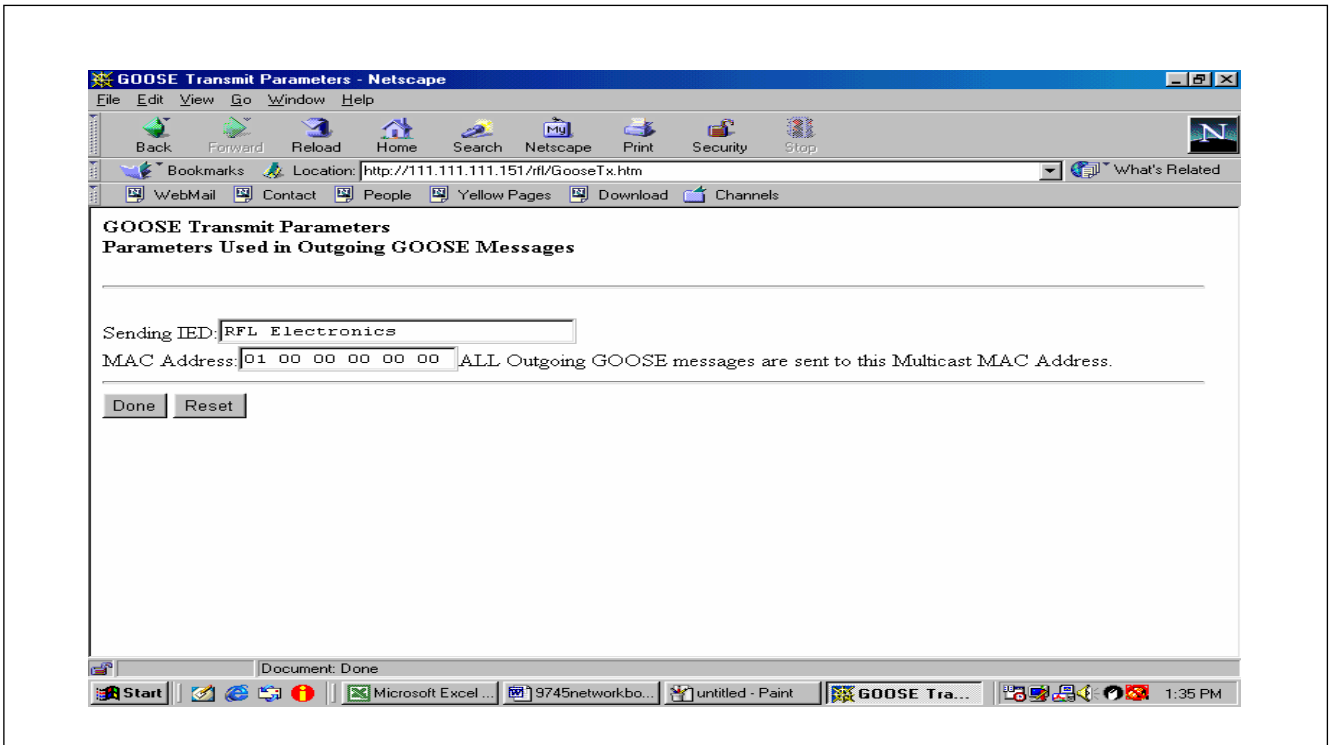 GOOSE Transmit Parameters - Netscape
File Edit View Go Window Help
Back Forward Reload Home Search Netscape Print Security Stop
My
N
Bookmarks Location: http://111.111.111.151/rfl/GooseTx.htm What's Related
WebMail Contact People Yellow Pages Download Channels
GOOSE Transmit Parameters
Parameters Used in Outgoing GOOSE Messages
Sending IED: RFL Electronics
MAC Address: 01 00 00 00 00 00 ALL Outgoing GOOSE messages are sent to this Multicast MAC Address.
Done Reset
Document: Done
Start Microsoft Excel ... 9745networkbo... untitled - Paint GOOSE Tra... 1:35 PM